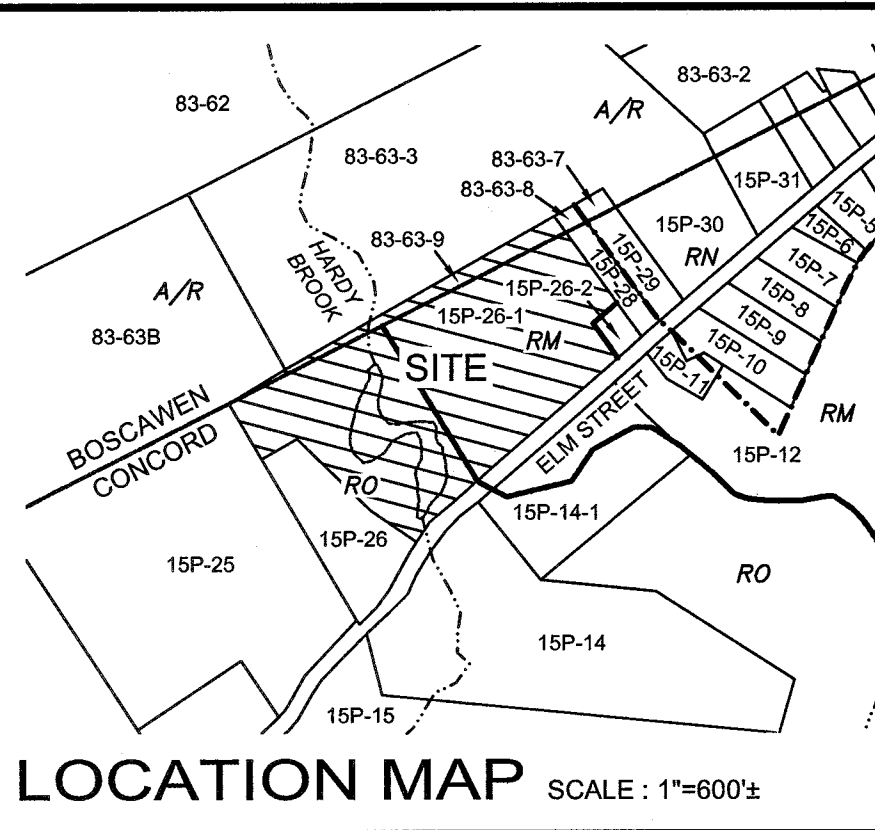 83-63-2
83-62
A/R
83-63-3
83-63-7
83-63-8
15P-31
15P-5
15P-30
15P-6
83-63-9
HARDY
BROOK
15P-29
RN
15P-7
A/R
15P-26-2
15P-28
15P-8
15P-26-1
83-63B
RM
15P-9
SITE
15P-10
15P-11
BOSCAWEN
CONCORD
ELM STREET
RM
15P-12
RO
15P-14-1
15P-26
15P-25
RO
15P-14
15P-15
LOCATION MAP SCALE : 1"=600'±